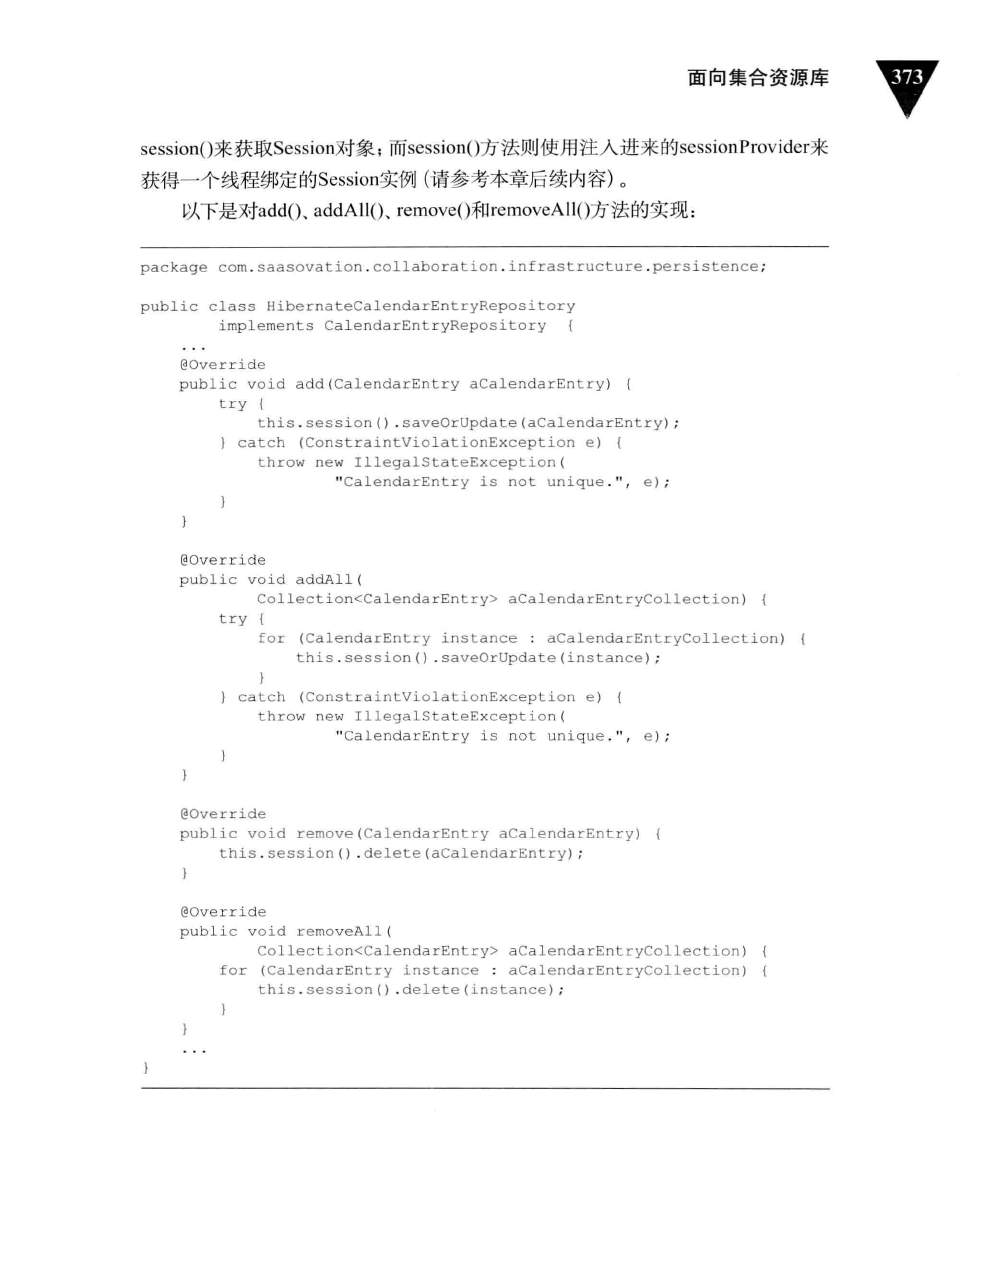 面向集合资源库
373
session()来获取Session对象；而session()方法则使用注入进来的sessionProvider来
获得一个线程绑定的Session实例（请参考本章后续内容）。
以下是对add()、addAll()、remove()和removeAll()方法的实现：
package com.saasovation.collaboration.infrastructure.persistence;
public class HibernateCalendarEntryRepository
implements CalendarEntryRepository {
...
@Override
public void add(CalendarEntry aCalendarEntry) {
try {
this.session().saveOrUpdate(aCalendarEntry);
} catch (ConstraintViolationException e) {
throw new IllegalStateException(
"CalendarEntry is not unique.", e);
}
}
@Override
public void addAll(
Collection<CalendarEntry> aCalendarEntryCollection) {
try {
for (CalendarEntry instance : aCalendarEntryCollection) {
this.session().saveOrUpdate(instance);
}
} catch (ConstraintViolationException e) {
throw new IllegalStateException(
"CalendarEntry is not unique.", e);
}
}
@Override
public void remove(CalendarEntry aCalendarEntry) {
this.session().delete(aCalendarEntry);
}
@Override
public void removeAll(
Collection<CalendarEntry> aCalendarEntryCollection) {
for (CalendarEntry instance : aCalendarEntryCollection) {
this.session().delete(instance);
}
}
...
}